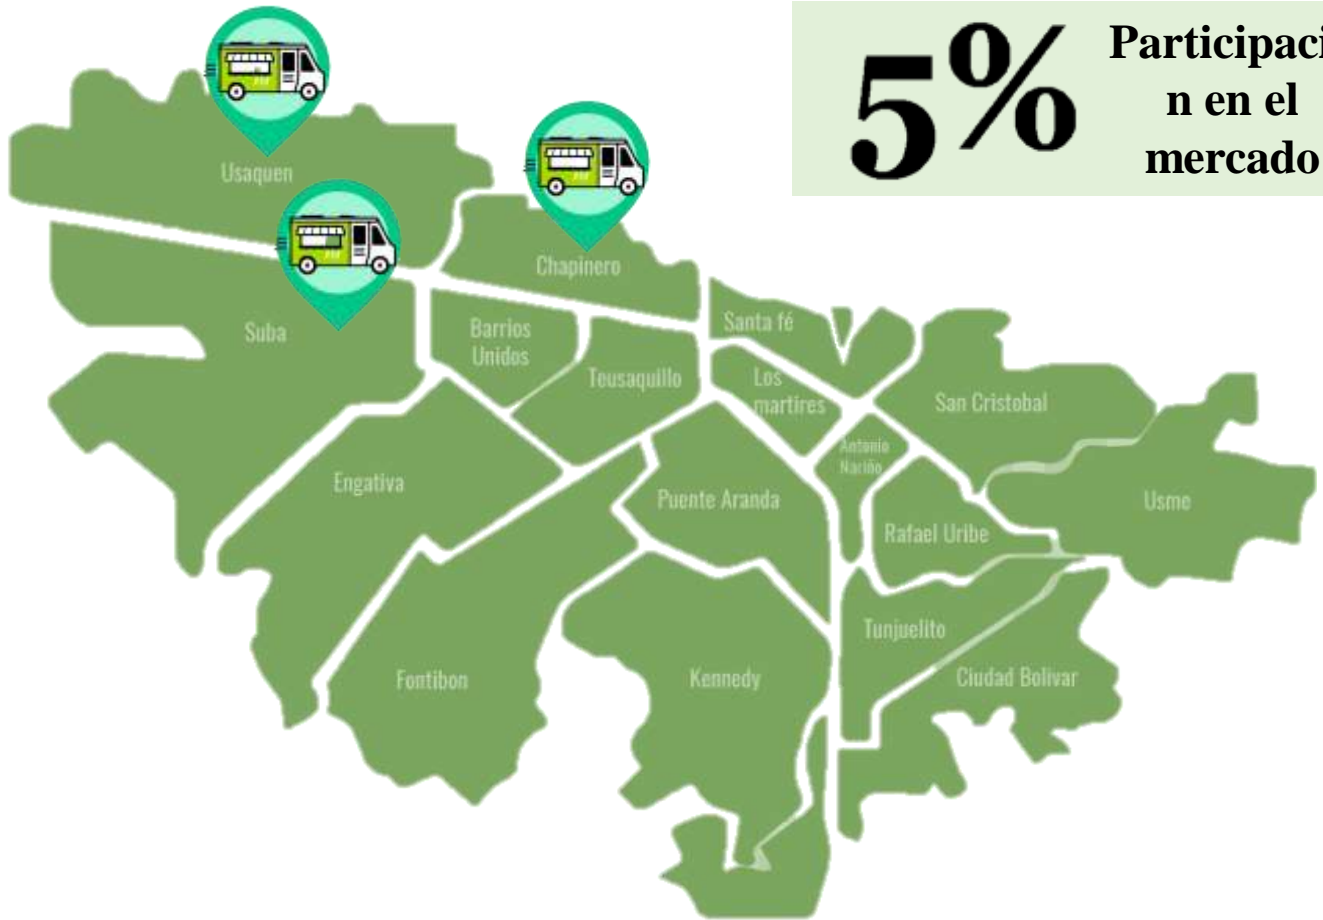 5%
Participaci
n en el
mercado
Usaquen
Chapinero
Suba
Barrios
Unidos
Santa fé
Teusaquillo
Los
martires
San Cristobal
Antonio
Nariño
Engativa
Puente Aranda
Usme
Rafael Uribe
Tunjuelito
Fontibon
Kennedy
Ciudad Bolivar